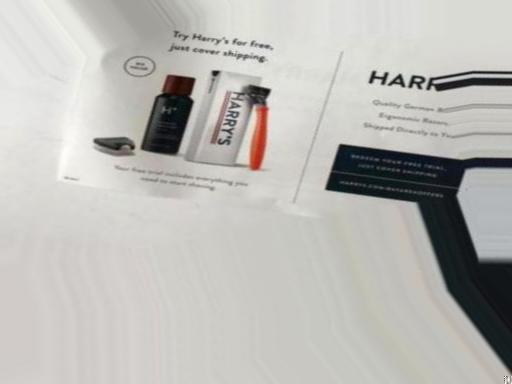 Try Harry's for free,
just cover shipping.
H'
HARRY'S
Your free trial includes everything you
need to start shaving.
HARR
Quality German B
Ergonomic Razors.
Shipped Directly to You
REDEEM YOUR FREE TRIAL,
JUST COVER SHIPPING